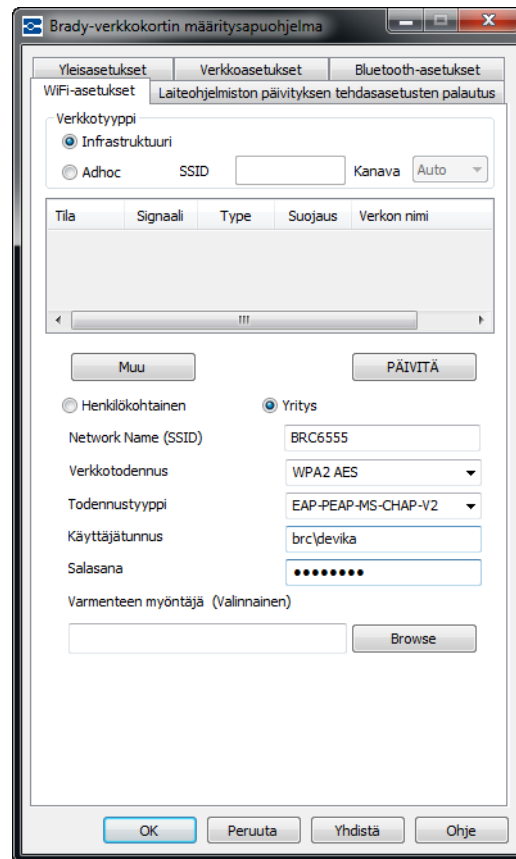 Brady-verkkokortin määritysapuohjelma
Yleisasetukset Verkkoasetukset Bluetooth-asetukset
WiFi-asetukset Laiteohjelmiston päivityksen tehdasasetusten palautus
Verkkotyyppi
Infrastruktuuri
Adhoc SSID Kanava Auto
Tila Signaali Type Suojaus Verkon nimi
Muu PÄIVITÄ
Henkilökohtainen Yritys
Network Name (SSID) BRC6555
Verkkotodennus WPA2 AES
Todennustyyppi EAP-PEAP-MS-CHAP-V2
Käyttäjätunnus brc\devika
Salasana ●●●●●●●●
Varmenteen myöntäjä (Valinnainen)
Browse
OK Peruuta Yhdistä Ohje